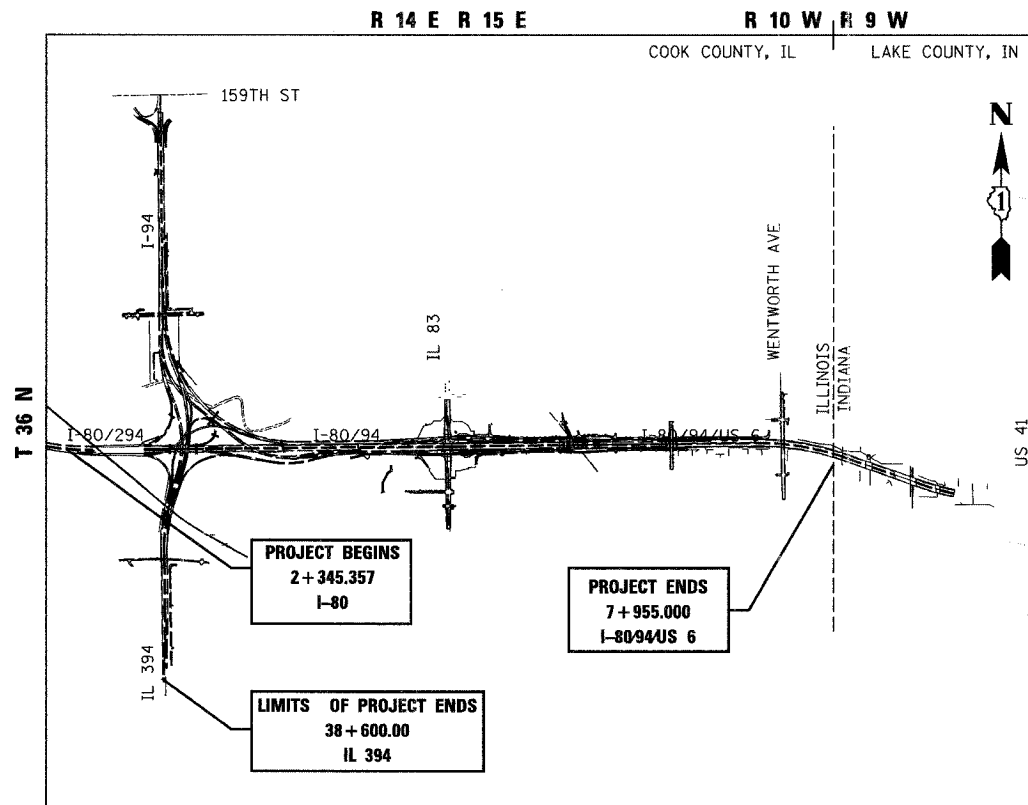 R 14 E R 15 E
R 10 W R 9 W
COOK COUNTY, IL
LAKE COUNTY, IN
159TH ST
N
1
I-94
WENTWORTH AVE
IL 83
ILLINOIS
INDIANA
T 36 N
I-80/294
I-80/94
I-80/94/US 6
US 41
PROJECT BEGINS
2+345.357
I-80
PROJECT ENDS
7+955.000
I-80/94/US 6
IL 394
LIMITS OF PROJECT ENDS
38+600.00
IL 394